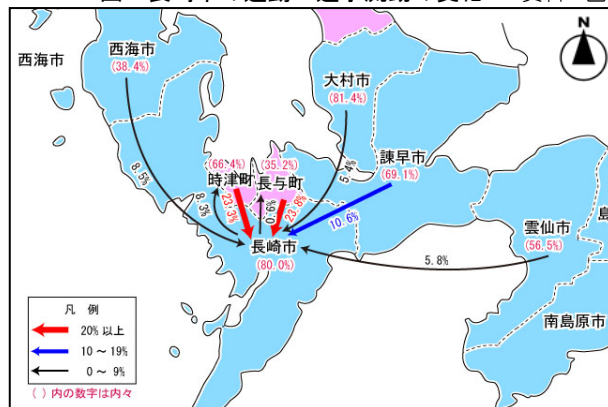 西海市
(38.4%)
西海市
大村市
(81.4%)
N
諫早市
(69.1%)
(66.4%)
時津町
(35.2%)
長与町
8.5%
8.3%
23.3%
0.6%
23.8%
5.4%
10.6%
長崎市
(80.0%)
5.8%
雲仙市
(56.5%)
島
南島原市
凡 例
20% 以上
10 ～ 19%
0 ～ 9%
( ) 内の数字は内々